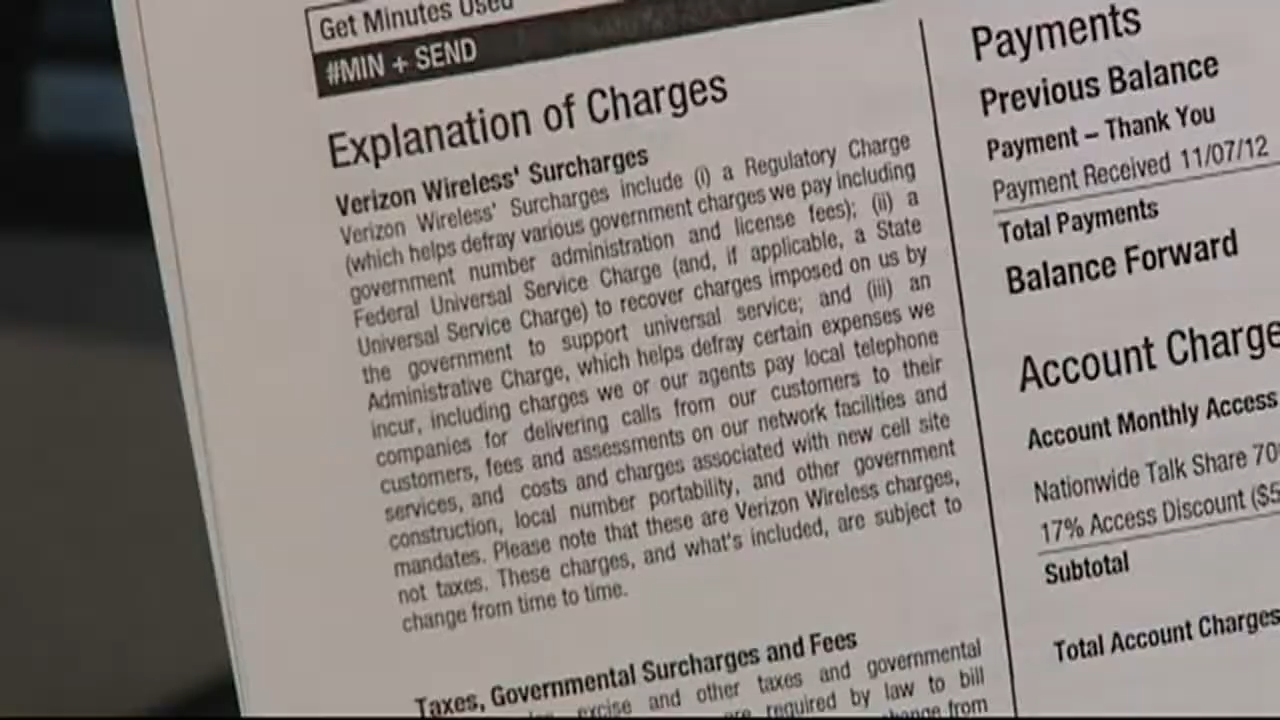 Get Minutes Used
#MIN + SEND
Explanation of Charges
Verizon Wireless' Surcharges
Verizon Wireless' Surcharges include (i) a Regulatory Charge
(which helps defray various government charges we pay including
government number administration and license fees); (ii) a
Federal Universal Service Charge (and, if applicable, a State
Universal Service Charge) to recover charges imposed on us by
the government to support universal service; and (iii) an
Administrative Charge, which helps defray certain expenses we
incur, including charges we or our agents pay local telephone
companies for delivering calls from our customers to their
customers, fees and assessments on our network facilities and
services, and costs and charges associated with new cell site
construction, local number portability, and other government
mandates. Please note that these are Verizon Wireless charges,
not taxes. These charges, and what's included, are subject to
change from time to time.
Taxes, Governmental Surcharges and Fees
excise and other taxes and governmental
are required by law to bill
change from
Payments
Previous Balance
Payment – Thank You
Payment Received 11/07/12
Total Payments
Balance Forward
Account Charge
Account Monthly Access
Nationwide Talk Share 70
17% Access Discount ($5
Subtotal
Total Account Charges